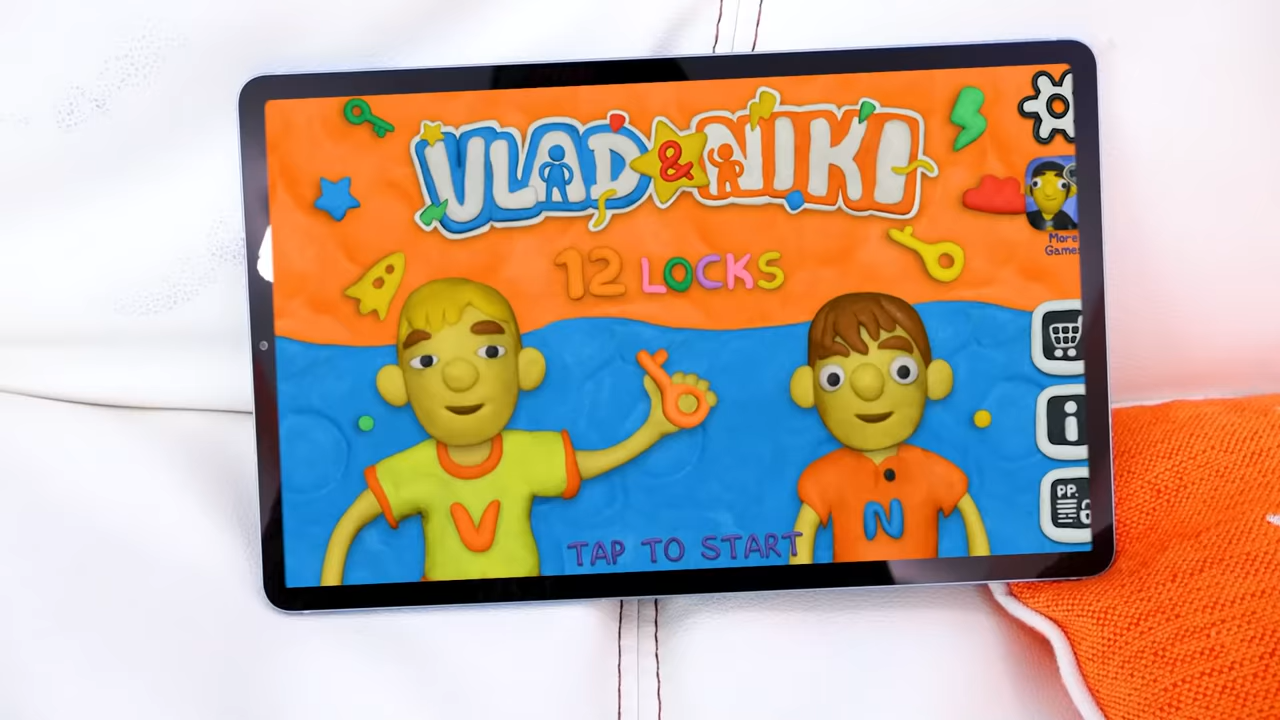 VLAD & NIKI
12 LOCKS
More
Games
PP.
V
N
TAP TO START